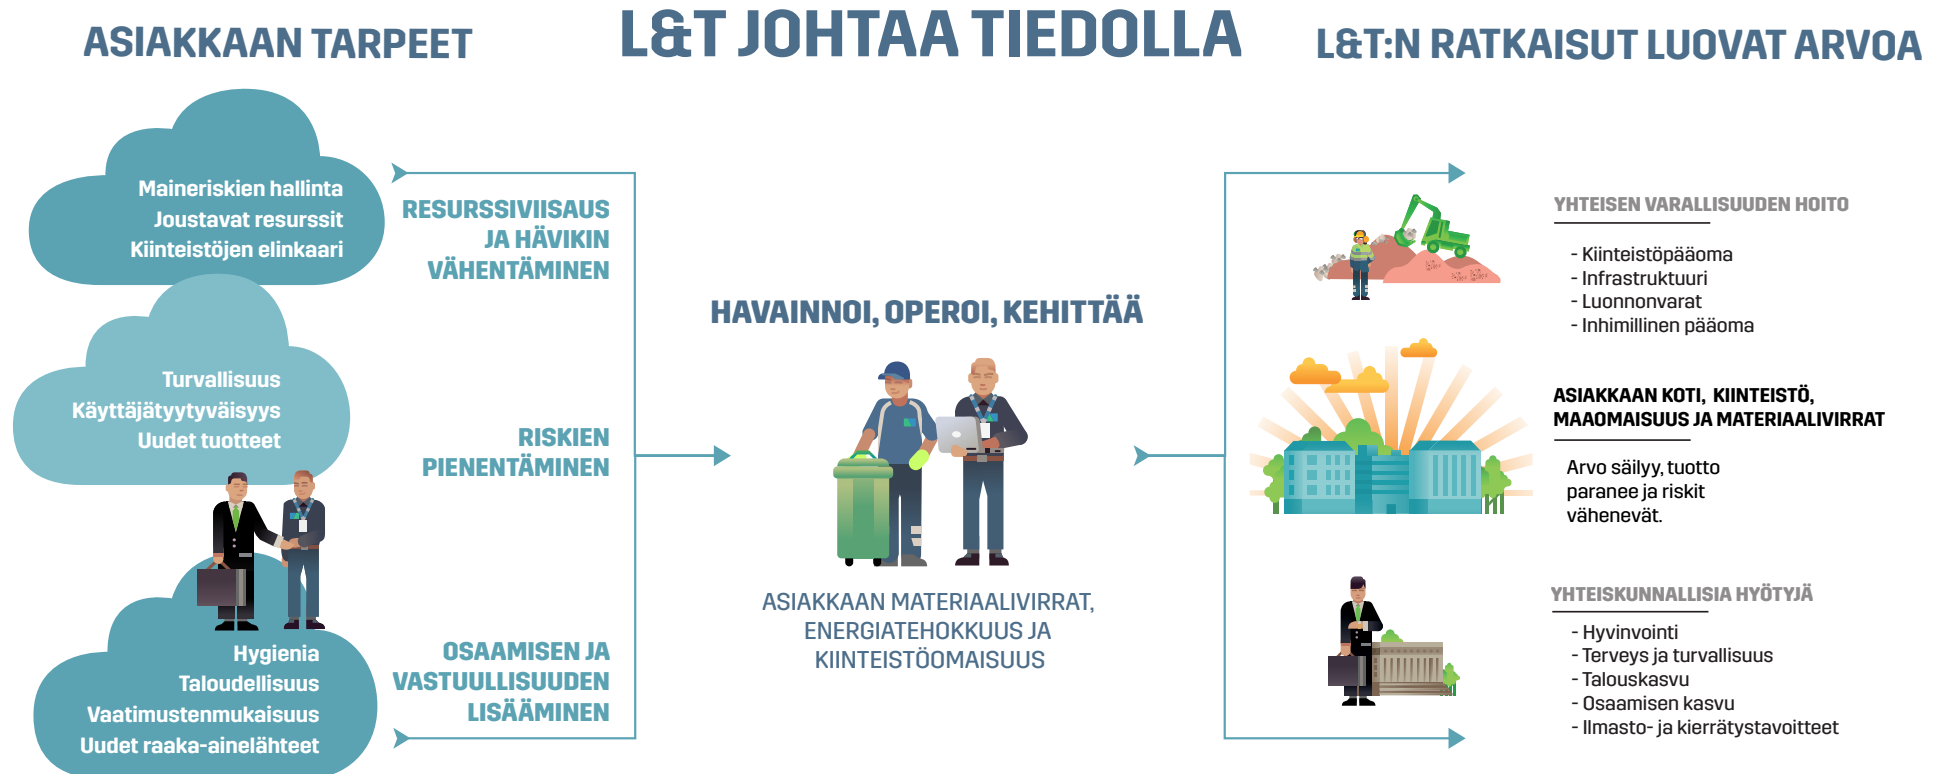 ASIAKKAAN TARPEET
Maineriskien hallinta
Joustavat resurssit
Kiinteistöjen elinkaari
Turvallisuus
Käyttäjätyytyväisyys
Uudet tuotteet
Hygienia
Taloudellisuus
Vaatimustenmukaisuus
Uudet raaka-ainelähteet
RESURSSIVIISAUS
JA HÄVIKIN
VÄHENTÄMINEN
RISKIEN
PIENENTÄMINEN
OSAAMISEN JA
VASTUULLISUUDEN
LISÄÄMINEN
L&T JOHTAA TIEDOLLA
HAVAINNOI, OPEROI, KEHITTÄÄ
ASIAKKAAN MATERIAALIVIRRAT,
ENERGIATEHOKKUUS JA
KIINTEISTÖOMAISUUS
L&T:N RATKAISUT LUOVAT ARVOA
YHTEISEN VARALLISUUDEN HOITO
- Kiinteistöpääoma
- Infrastruktuuri
- Luonnonvarat
- Inhimillinen pääoma
ASIAKKAAN KOTI, KIINTEISTÖ,
MAAOMAISUUS JA MATERIAALIVIRRAT
Arvo säilyy, tuotto
paranee ja riskit
vähenevät.
YHTEISKUNNALLISIA HYÖTYJÄ
- Hyvinvointi
- Terveys ja turvallisuus
- Talouskasvu
- Osaamisen kasvu
- Ilmasto- ja kierrätystavoitteet